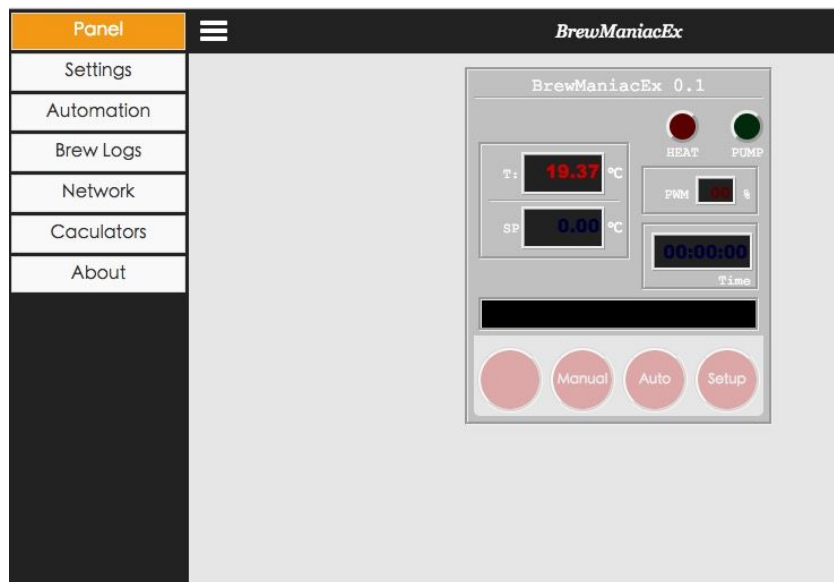 Panel
Settings
Automation
Brew Logs
Network
Caculators
About
BrewManiacEx
BrewManiacEx 0.1
HEAT PUMP
T: 19.37 °C
SP 0.00 °C
PWM 00 %
00:00:00
Time
Manual Auto Setup